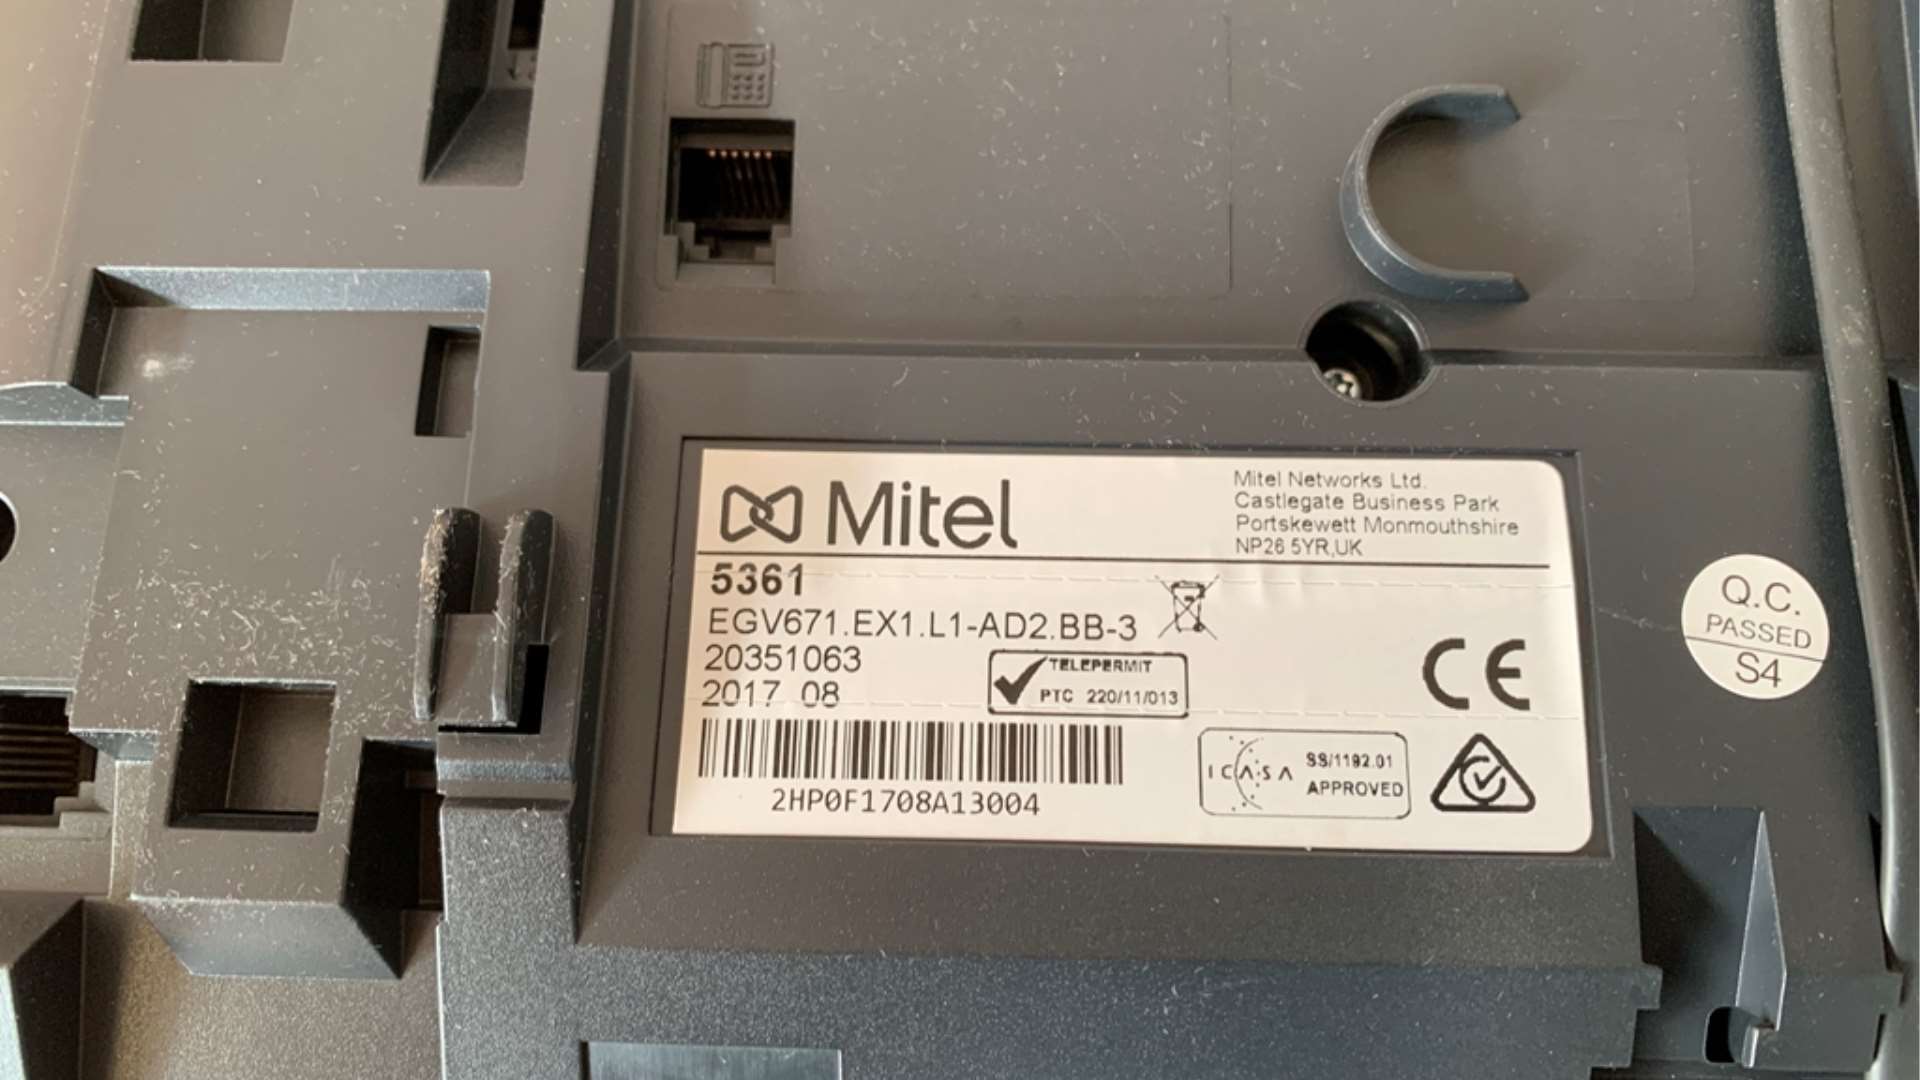 Mitel
Mitel Networks Ltd.
Castlegate Business Park
Portskewett Monmouthshire
NP26 5YR,UK
5361
EGV671.EX1.L1-AD2.BB-3
20351063
2017 08
TELEPERMIT
PTC 220/11/013
CE
2HP0F1708A13004
ICASA
SS/1192.01
APPROVED
Q.C.
PASSED
S4